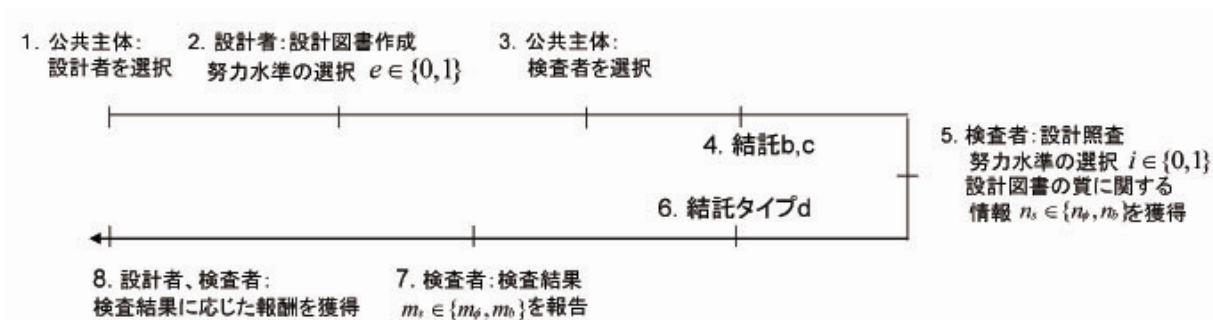 1. 公共主体:
設計者を選択
2. 設計者:設計図書作成
努力水準の選択 e ∈ {0,1}
3. 公共主体:
検査者を選択
4. 結託b,c
5. 検査者:設計照査
努力水準の選択 i ∈ {0,1}
設計図書の質に関する
情報 n_s ∈ {n_φ, n_b}を獲得
6. 結託タイプd
7. 検査者:検査結果
m_s ∈ {m_φ, m_b}を報告
8. 設計者、検査者:
検査結果に応じた報酬を獲得